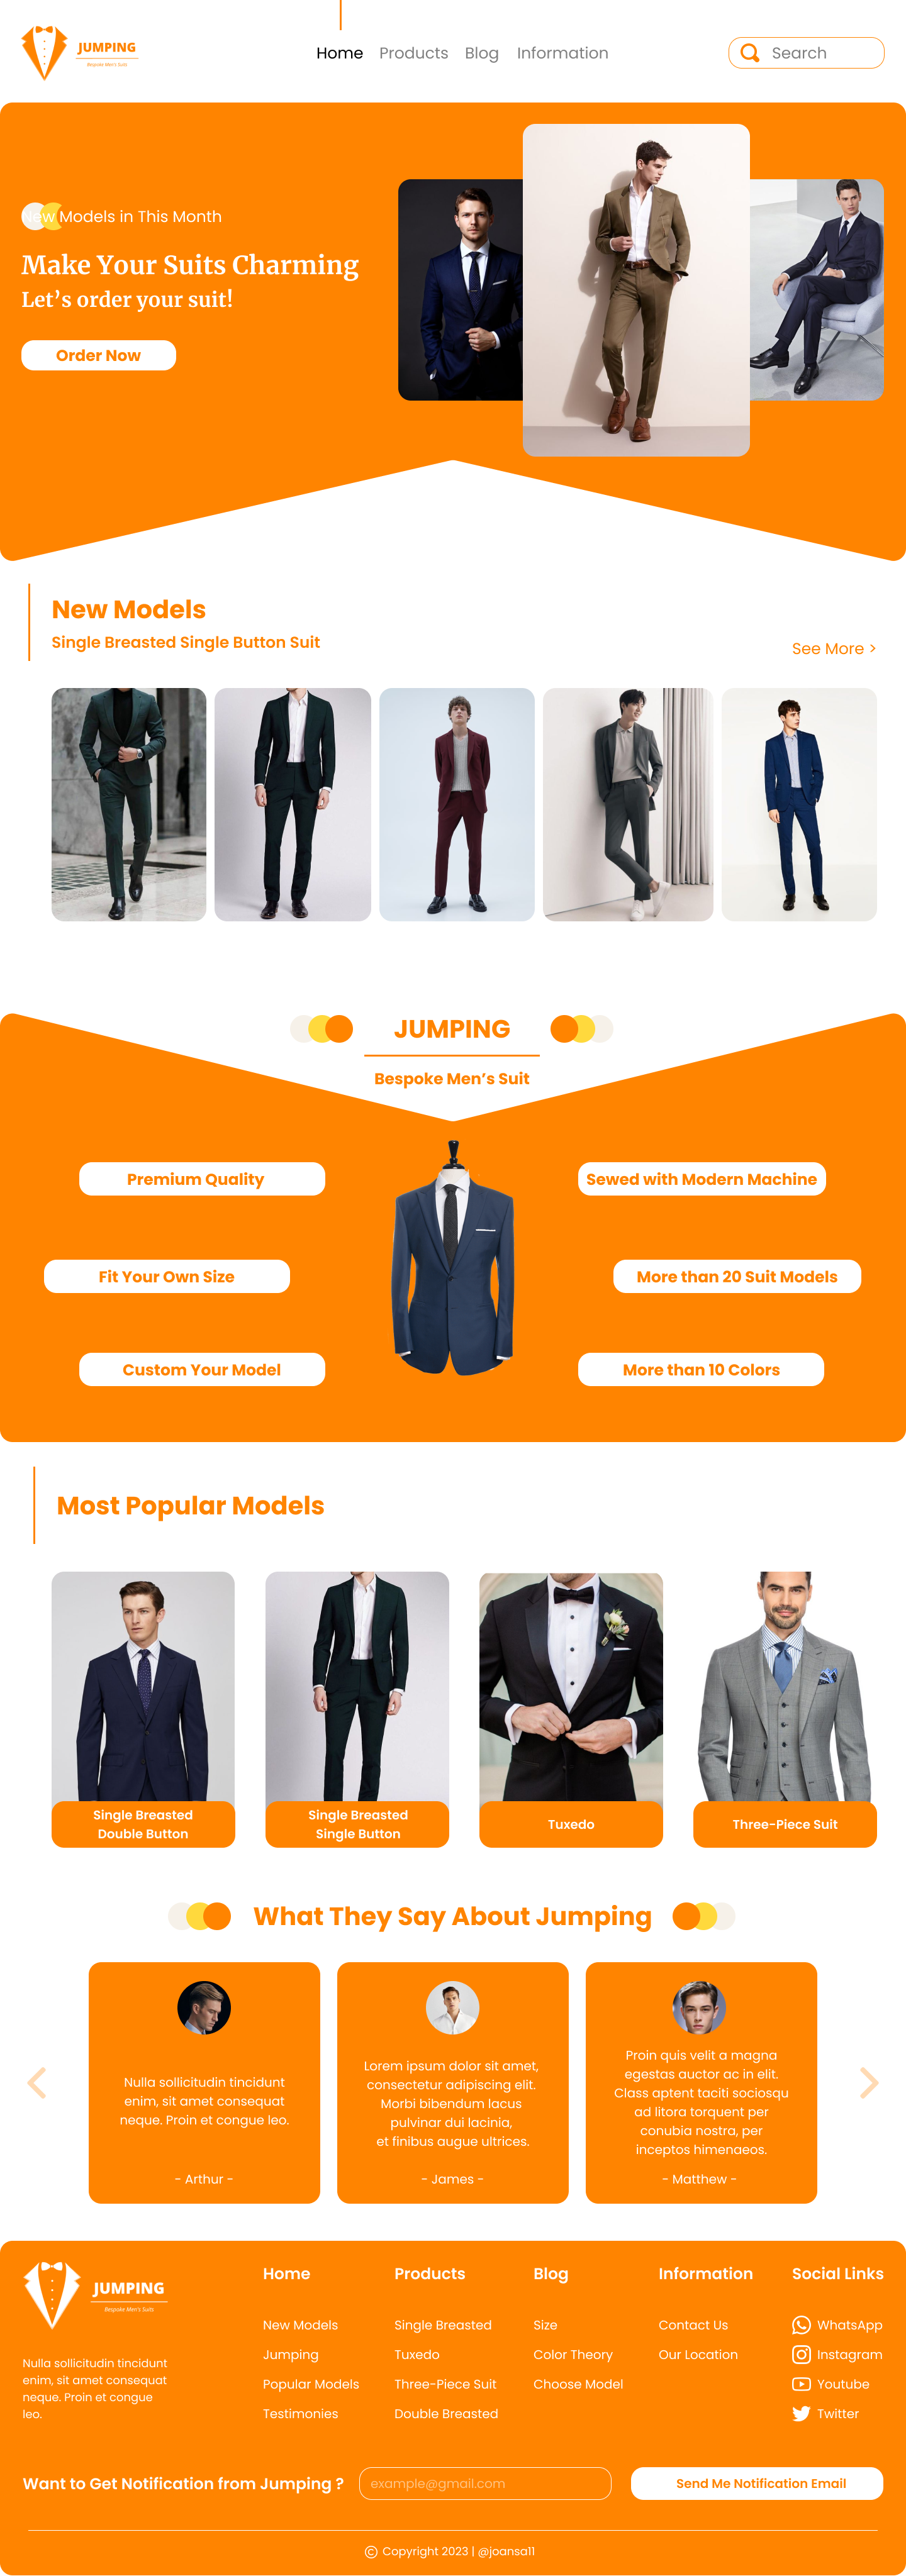 JUMPING
Bespoke Men's Suits
Home Products Blog Information
Search
New Models in This Month
Make Your Suits Charming
Let's order your suit!
Order Now
New Models
Single Breasted Single Button Suit
See More >
JUMPING
Bespoke Men's Suit
Premium Quality
Sewed with Modern Machine
Fit Your Own Size
More than 20 Suit Models
Custom Your Model
More than 10 Colors
Most Popular Models
Single Breasted
Double Button
Single Breasted
Single Button
Tuxedo
Three-Piece Suit
What They Say About Jumping
Nulla sollicitudin tincidunt
enim, sit amet consequat
neque. Proin et congue leo.
- Arthur -
Lorem ipsum dolor sit amet,
consectetur adipiscing elit.
Morbi bibendum lacus
pulvinar dui lacinia,
et finibus augue ultrices.
- James -
Proin quis velit a magna
egestas auctor ac in elit.
Class aptent taciti sociosqu
ad litora torquent per
conubia nostra, per
inceptos himenaeos.
- Matthew -
JUMPING
Bespoke Men's Suits
Nulla sollicitudin tincidunt
enim, sit amet consequat
neque. Proin et congue
leo.
Home
New Models
Jumping
Popular Models
Testimonies
Products
Single Breasted
Tuxedo
Three-Piece Suit
Double Breasted
Blog
Size
Color Theory
Choose Model
Information
Contact Us
Our Location
Social Links
WhatsApp
Instagram
Youtube
Twitter
Want to Get Notification from Jumping ?
example@gmail.com
Send Me Notification Email
© Copyright 2023 | @joansa11